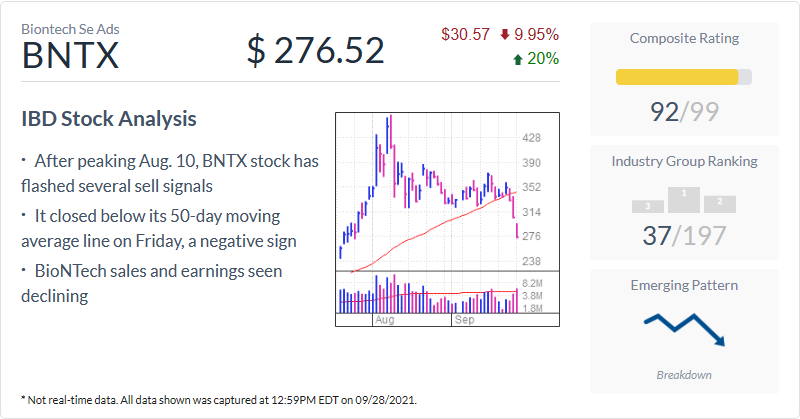 Biontech Se Ads
BNTX
$ 276.52
$30.57 9.95%
20%
IBD Stock Analysis
· After peaking Aug. 10, BNTX stock has
flashed several sell signals
· It closed below its 50-day moving
average line on Friday, a negative sign
· BioNTech sales and earnings seen
declining
428
390
352
314
276
238
8.2M
3.8M
1.8M
Aug
Sep
Composite Rating
92/99
Industry Group Ranking
3
1
2
37/197
Emerging Pattern
Breakdown
* Not real-time data. All data shown was captured at 12:59PM EDT on 09/28/2021.